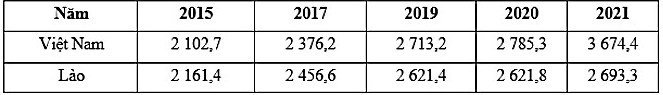 Năm 2015 2017 2019 2020 2021
Việt Nam 2 102,7 2 376,2 2 713,2 2 785,3 3 674,4
Lào 2 161,4 2 456,6 2 621,4 2 621,8 2 693,3